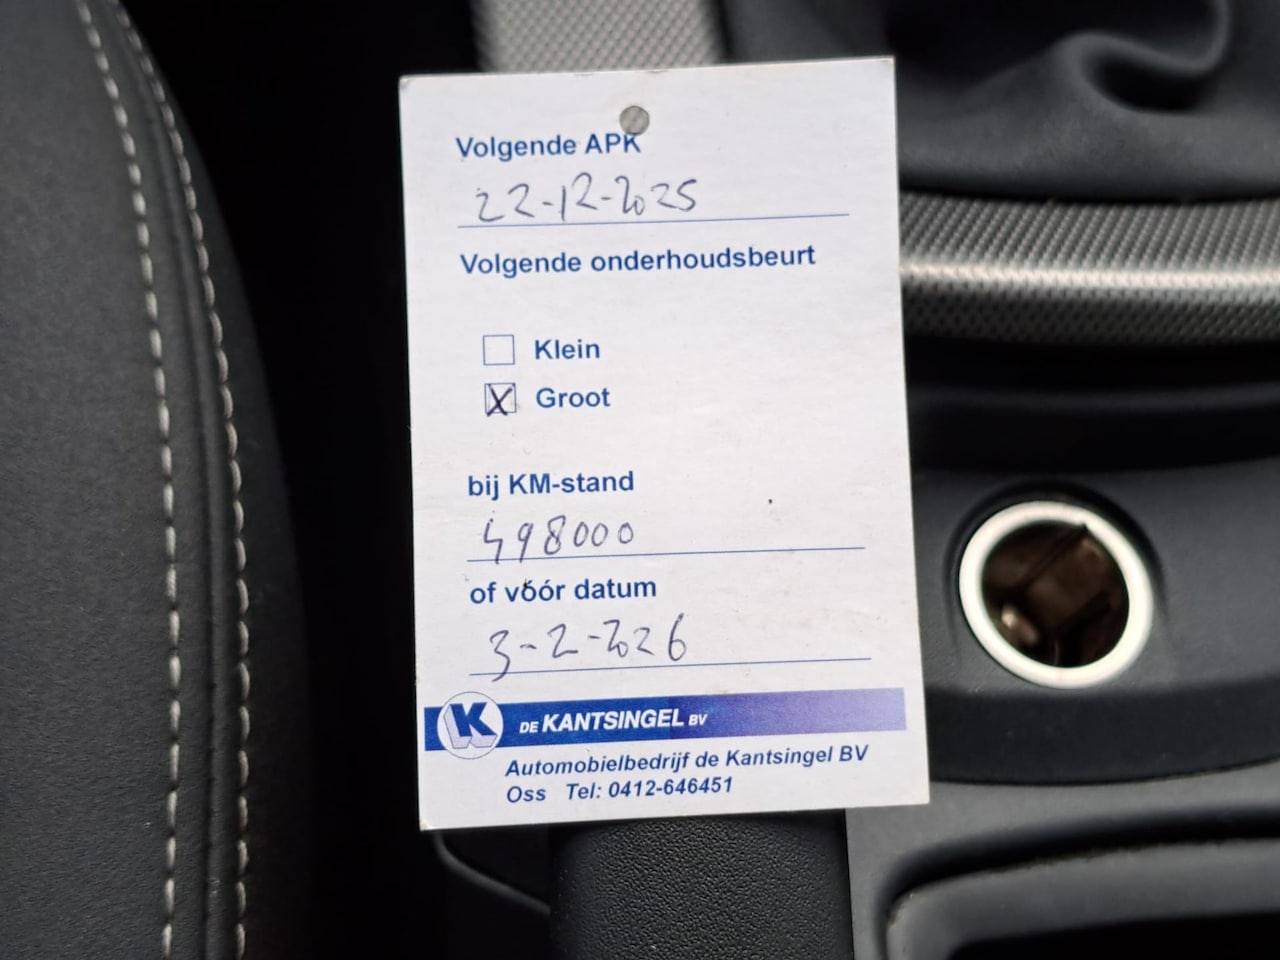 Volgende APK
22-12-2025
Volgende onderhoudsbeurt
Klein
X Groot
bij KM-stand
498000
of vóór datum
3-2-2026
K DE KANTSINGEL BV
Automobielbedrijf de Kantsingel BV
Oss Tel: 0412-646451